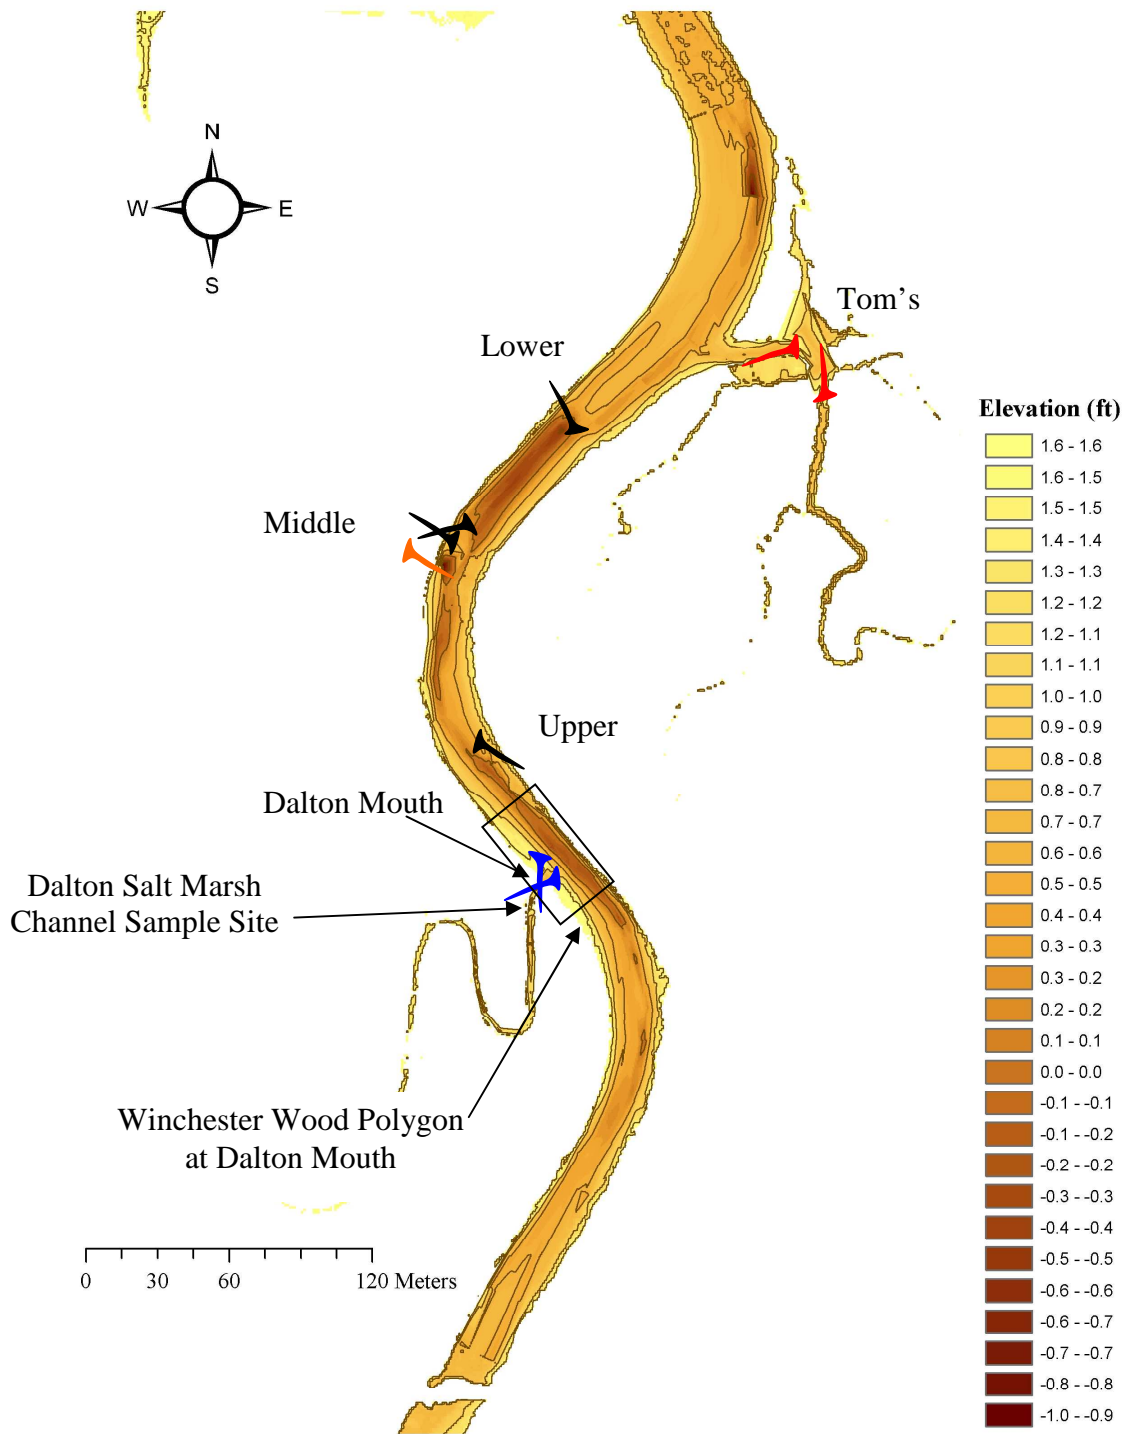 N
W
E
S
Tom's
Lower
Middle
Upper
Dalton Mouth
Dalton Salt Marsh
Channel Sample Site
Winchester Wood Polygon
at Dalton Mouth
0 30 60 120 Meters
Elevation (ft)
1.6 - 1.6
1.6 - 1.5
1.5 - 1.5
1.4 - 1.4
1.3 - 1.3
1.2 - 1.2
1.2 - 1.1
1.1 - 1.1
1.0 - 1.0
0.9 - 0.9
0.8 - 0.8
0.8 - 0.7
0.7 - 0.7
0.6 - 0.6
0.5 - 0.5
0.4 - 0.4
0.3 - 0.3
0.3 - 0.2
0.2 - 0.2
0.1 - 0.1
0.0 - 0.0
-0.1 - -0.1
-0.1 - -0.2
-0.2 - -0.2
-0.3 - -0.3
-0.4 - -0.4
-0.5 - -0.5
-0.6 - -0.6
-0.6 - -0.7
-0.7 - -0.7
-0.8 - -0.8
-1.0 - -0.9